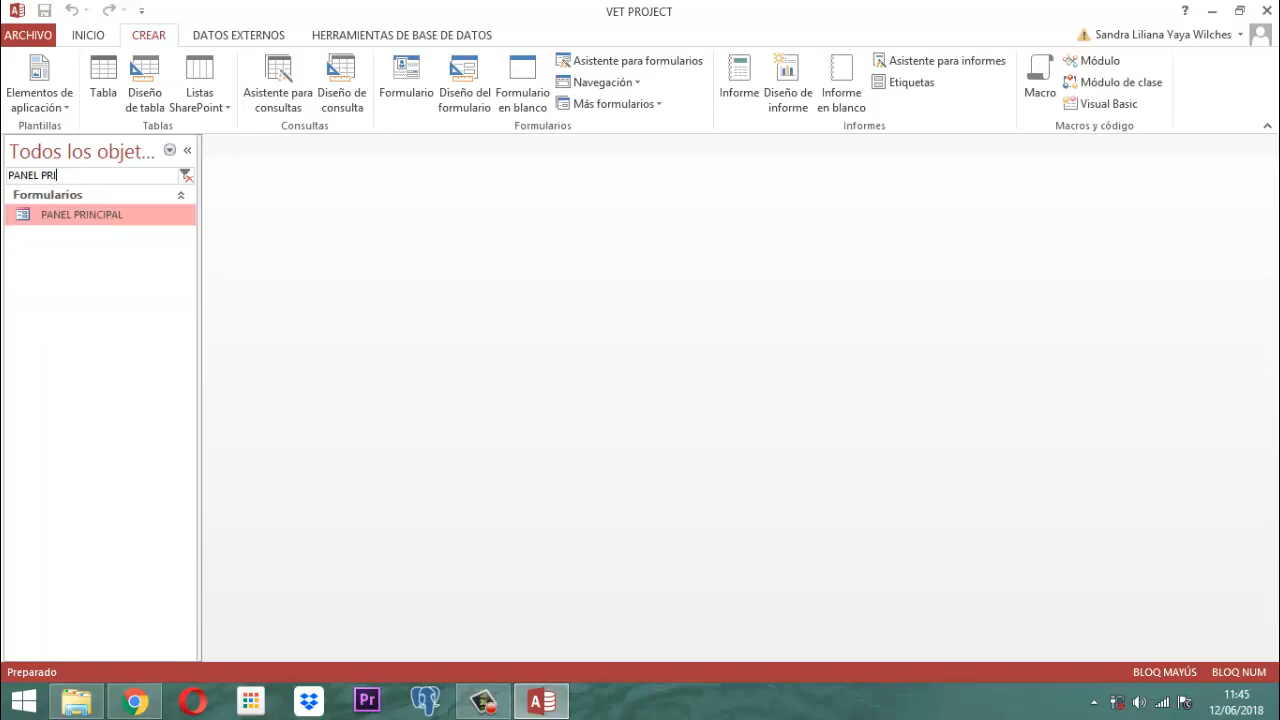 VET PROJECT
?
ARCHIVO INICIO CREAR DATOS EXTERNOS HERRAMIENTAS DE BASE DE DATOS
Sandra Liliana Yaya Wilches
Elementos de aplicación
Plantillas
Tabla
Diseño de tabla
Listas SharePoint
Tablas
Asistente para consultas
Diseño de consulta
Consultas
Formulario
Diseño del formulario
Formulario en blanco
Asistente para formularios
Navegación
Más formularios
Formularios
Informe
Diseño de informe
Informe en blanco
Asistente para informes
Etiquetas
Informes
Macro
Módulo
Módulo de clase
Visual Basic
Macros y código
Todos los objet...
PANEL PRI
Formularios
PANEL PRINCIPAL
Preparado
BLOQ MAYÚS BLOQ NUM
Pr
11:45
12/06/2018